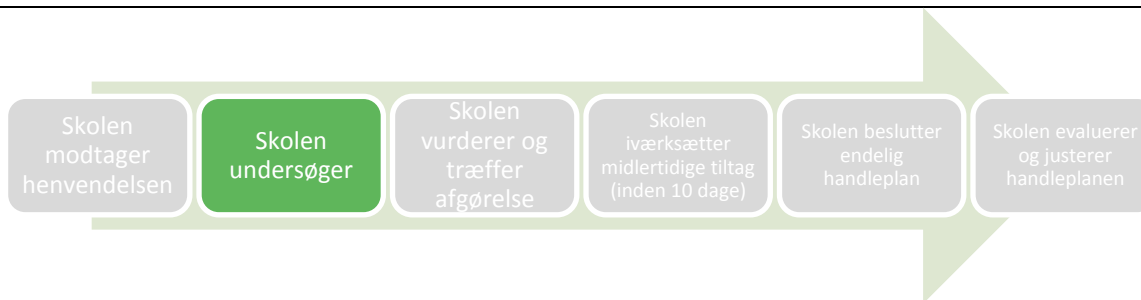 Skolen
modtager
henvendelsen
Skolen
undersøger
Skolen
vurderer og
træffer
afgørelse
Skolen
iværksætter
midlertidige tiltag
(inden 10 dage)
Skolen beslutter
endelig
handleplan
Skolen evaluerer
og justerer
handleplanen